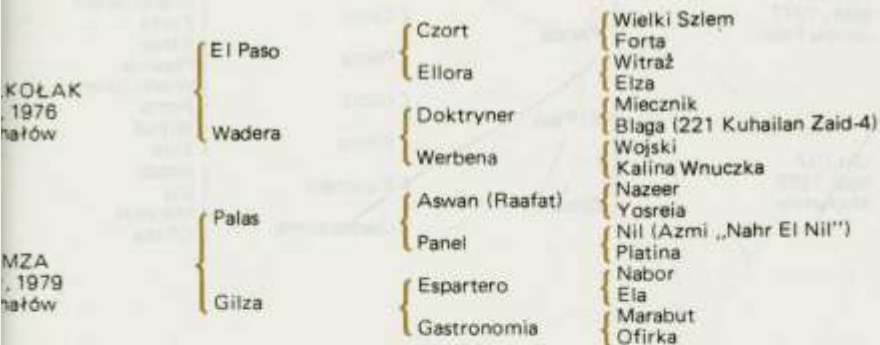 El Paso
Wadera
Czort
Ellora
Doktryner
Werbena
Wielki Szlem
Forta
Witraż
Elza
Miecznik
Blaga (221 Kuhailan Zaid-4)
Wojski
Kalina Wnuczka
KOŁAK
, 1976
nałów
Palas
Gilza
Aswan (Raafat)
Panel
Espartero
Gastronomia
Nazeer
Yosreia
Nil (Azmi „Nahr El Nil”)
Platina
Nabor
Ela
Marabut
Ofirka
MZA
, 1979
nałów